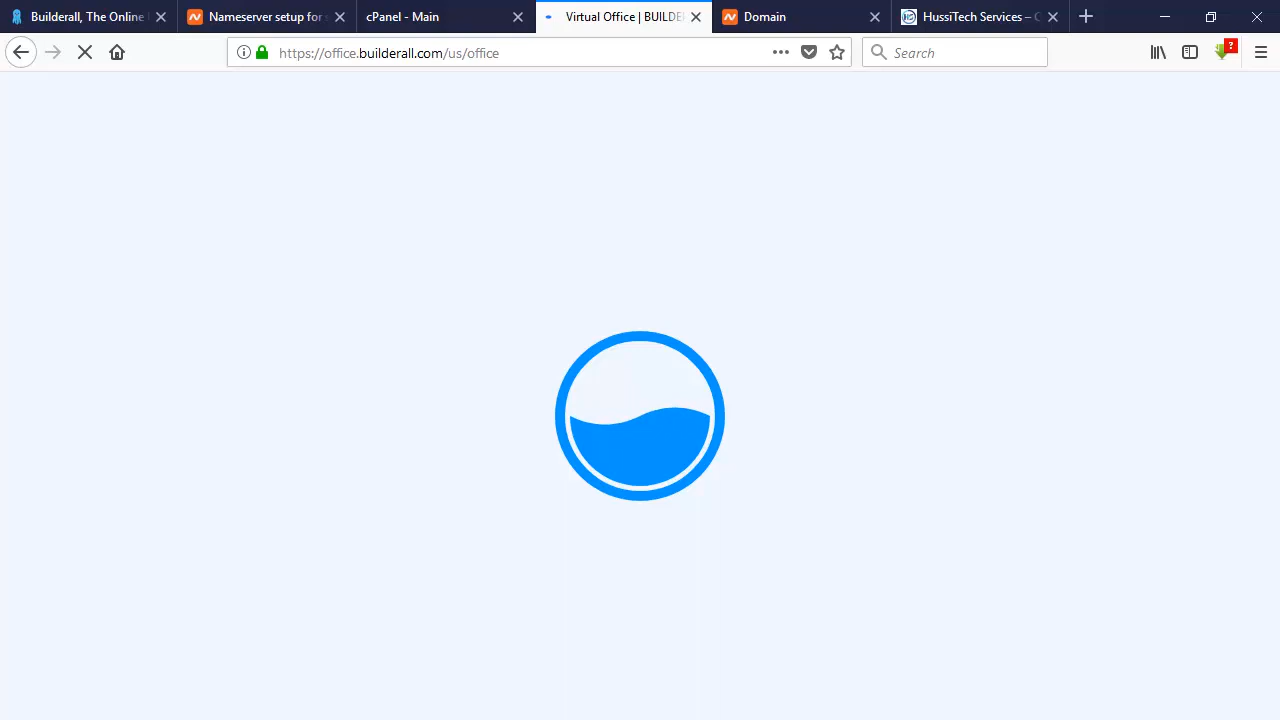 Builderall, The Online
Nameserver setup for
cPanel - Main
Virtual Office | BUILDE
Domain
HussiTech Services – C
https://office.builderall.com/us/office
Search
?